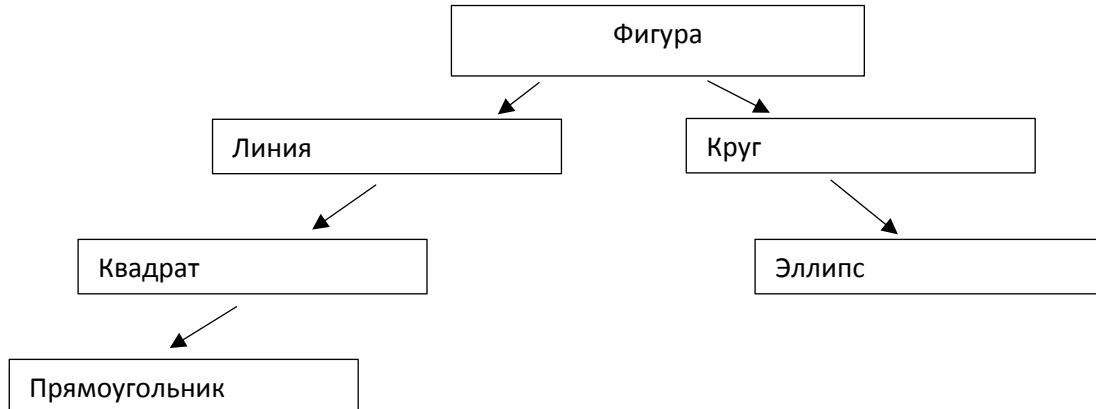 Фигура
Линия
Круг
Квадрат
Эллипс
Прямоугольник